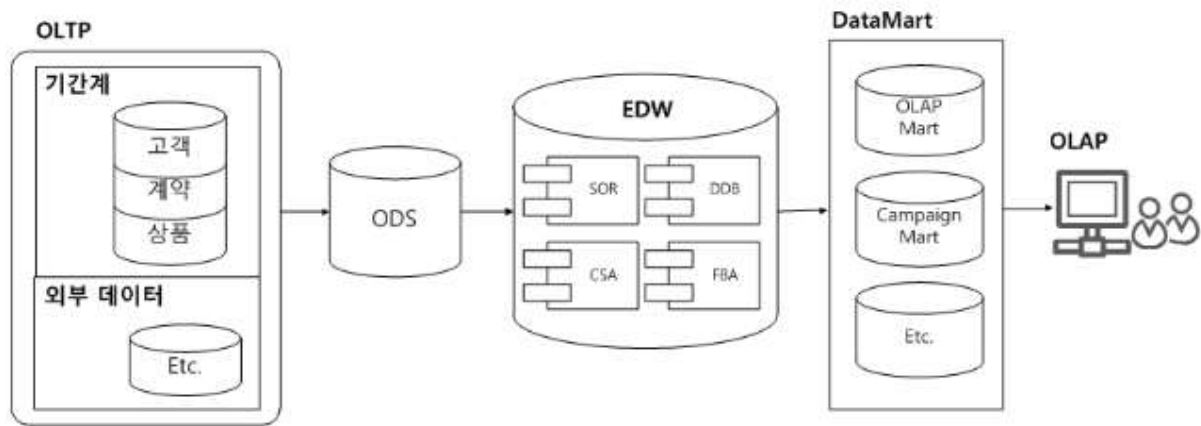 OLTP
기간계
고객
계약
상품
외부 데이터
Etc.
ODS
EDW
SOR
DDB
CSA
FBA
DataMart
OLAP
Mart
Campaign
Mart
Etc.
OLAP